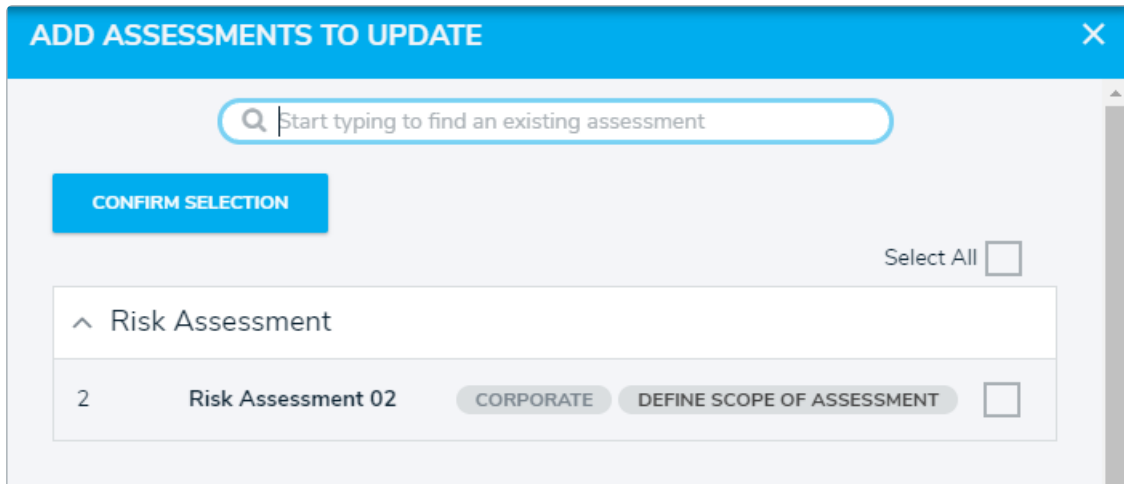 ADD ASSESSMENTS TO UPDATE
Start typing to find an existing assessment
CONFIRM SELECTION
Select All
Risk Assessment
2 Risk Assessment 02 CORPORATE DEFINE SCOPE OF ASSESSMENT